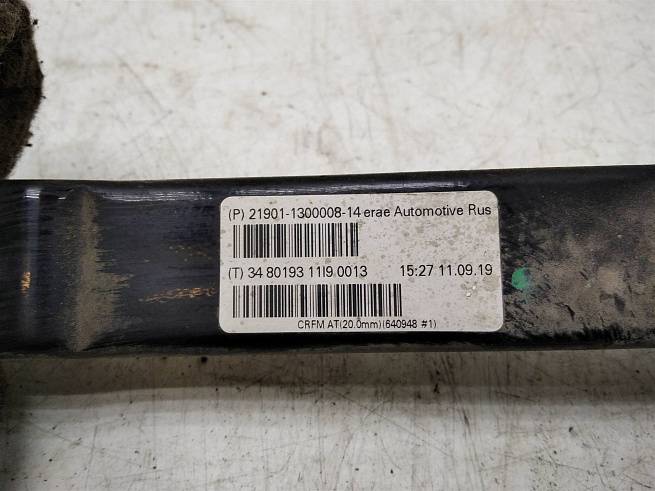 (P) 21901-1300008-14 erae Automotive Rus
(T) 34 80193 11I9 0013 15:27 11.09.19
CRFM AT(20.0mm)(640948 #1)